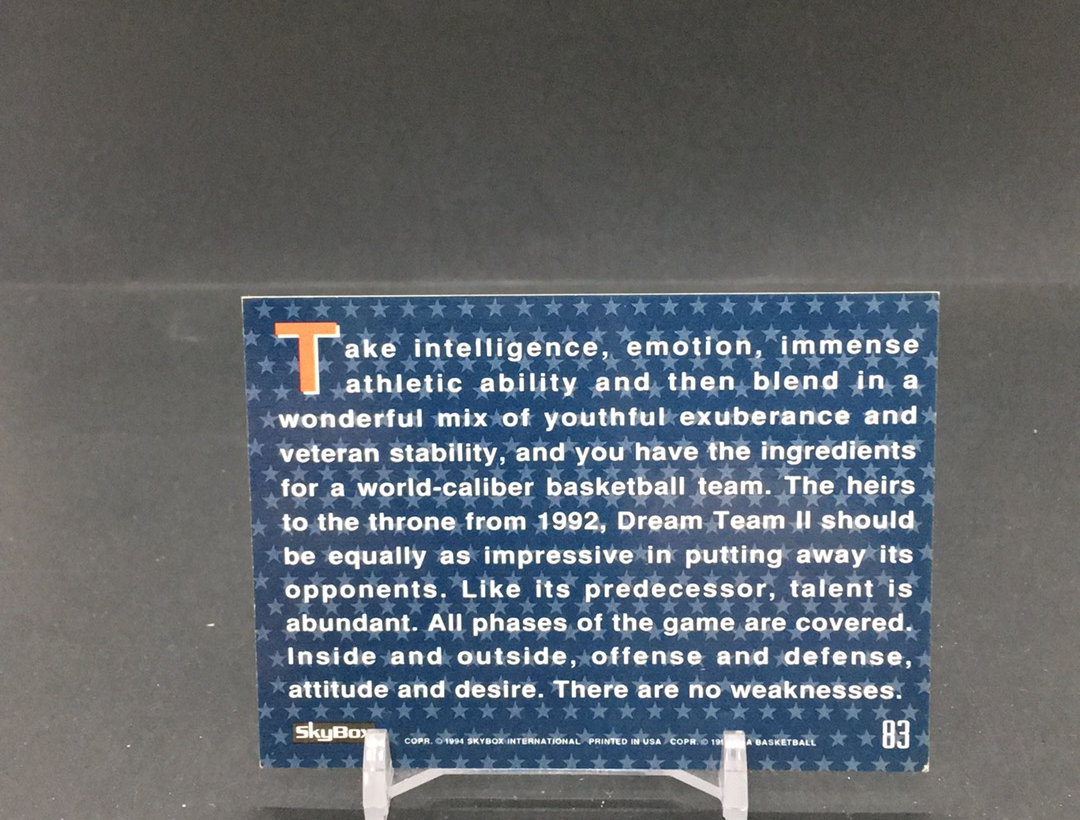 Take intelligence, emotion, immense
athletic ability and then blend in a
wonderful mix of youthful exuberance and
veteran stability, and you have the ingredients
for a world-caliber basketball team. The heirs
to the throne from 1992, Dream Team II should
be equally as impressive in putting away its
opponents. Like its predecessor, talent is
abundant. All phases of the game are covered.
Inside and outside, offense and defense,
attitude and desire. There are no weaknesses.
SkyBox COPR. © 1994 SKYBOX INTERNATIONAL PRINTED IN USA COPR. © BASKETBALL 83